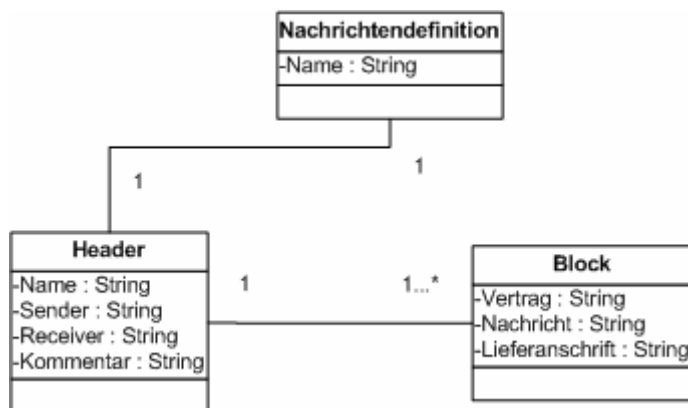 Nachrichtendefinition
-Name : String
1
1
Header
-Name : String
-Sender : String
-Receiver : String
-Kommentar : String
1
1...*
Block
-Vertrag : String
-Nachricht : String
-Lieferanschrift : String